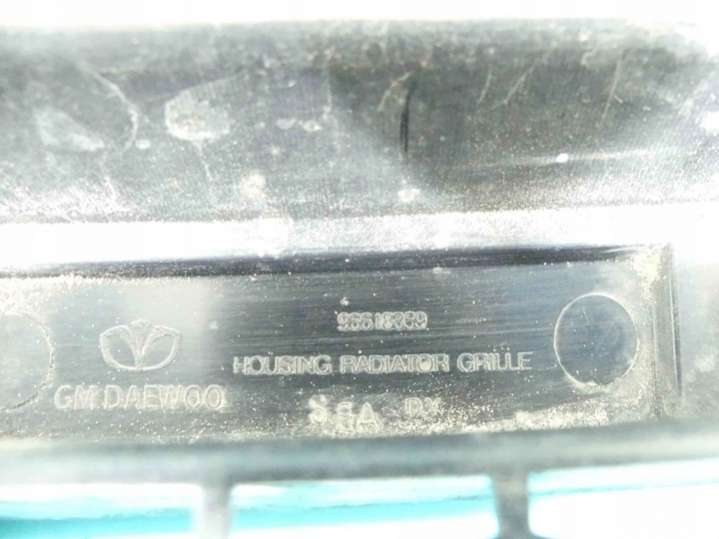 96618359
HOUSING RADIATOR GRILLE
GM DAEWOO